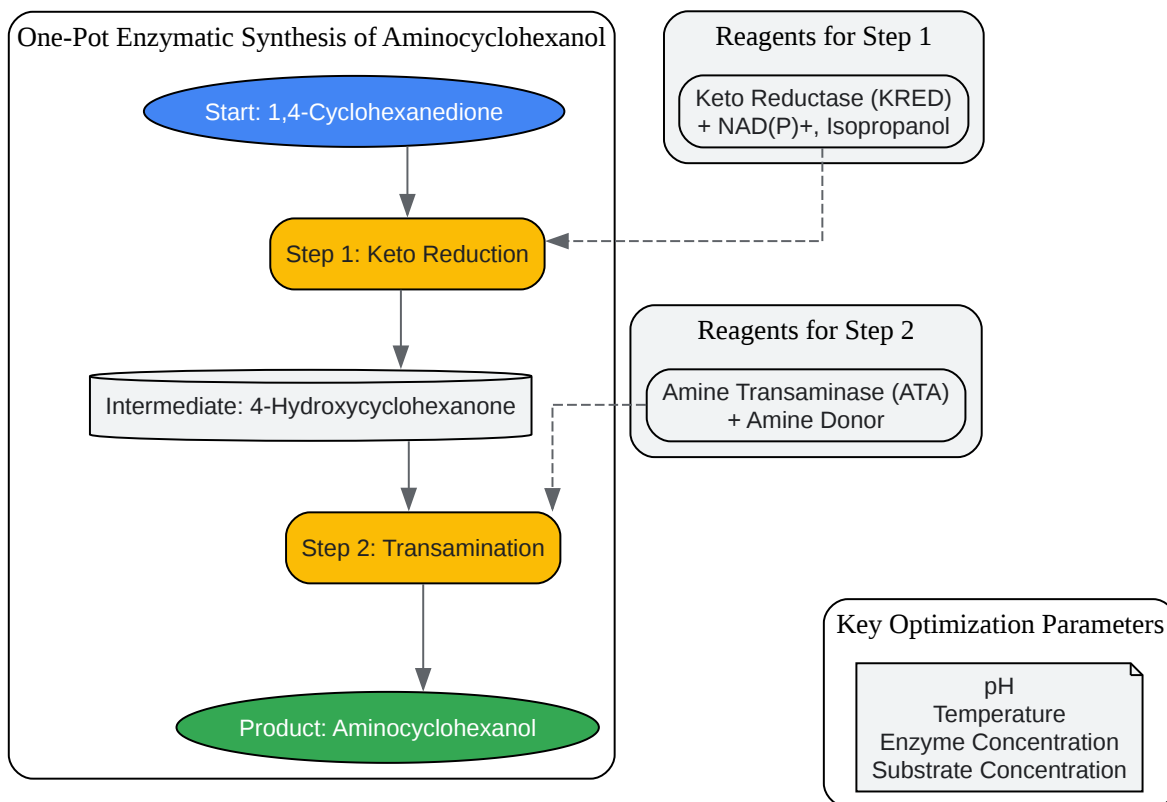 One-Pot Enzymatic Synthesis of Aminocyclohexanol
Start: 1,4-Cyclohexanedione
Step 1: Keto Reduction
Intermediate: 4-Hydroxycyclohexanone
Step 2: Transamination
Product: Aminocyclohexanol
Reagents for Step 1
Keto Reductase (KRED)
+ NAD(P)+, Isopropanol
Reagents for Step 2
Amine Transaminase (ATA)
+ Amine Donor
Key Optimization Parameters
pH
Temperature
Enzyme Concentration
Substrate Concentration